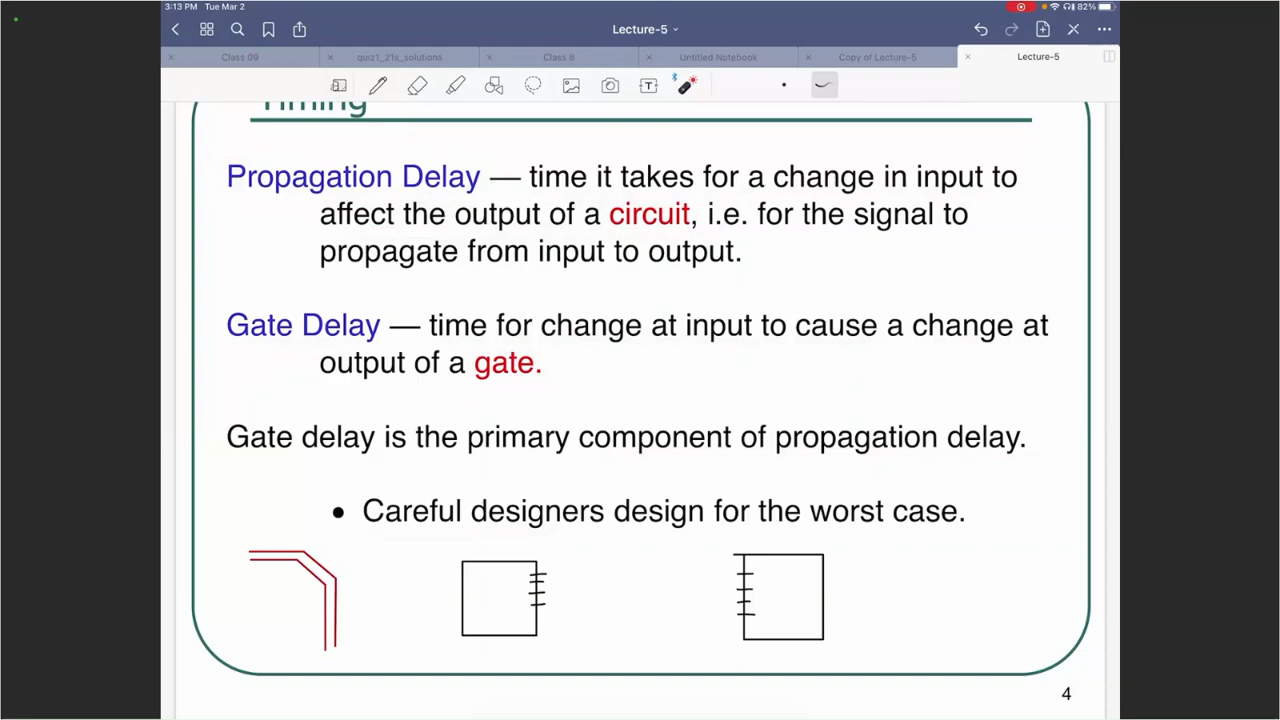 3:13 PM Tue Mar 2
82%
Lecture-5
Class 09
quiz1_21s_solutions
Class 8
Untitled Notebook
Copy of Lecture-5
Lecture-5
Timing
Propagation Delay — time it takes for a change in input to
affect the output of a circuit, i.e. for the signal to
propagate from input to output.
Gate Delay — time for change at input to cause a change at
output of a gate.
Gate delay is the primary component of propagation delay.
• Careful designers design for the worst case.
4